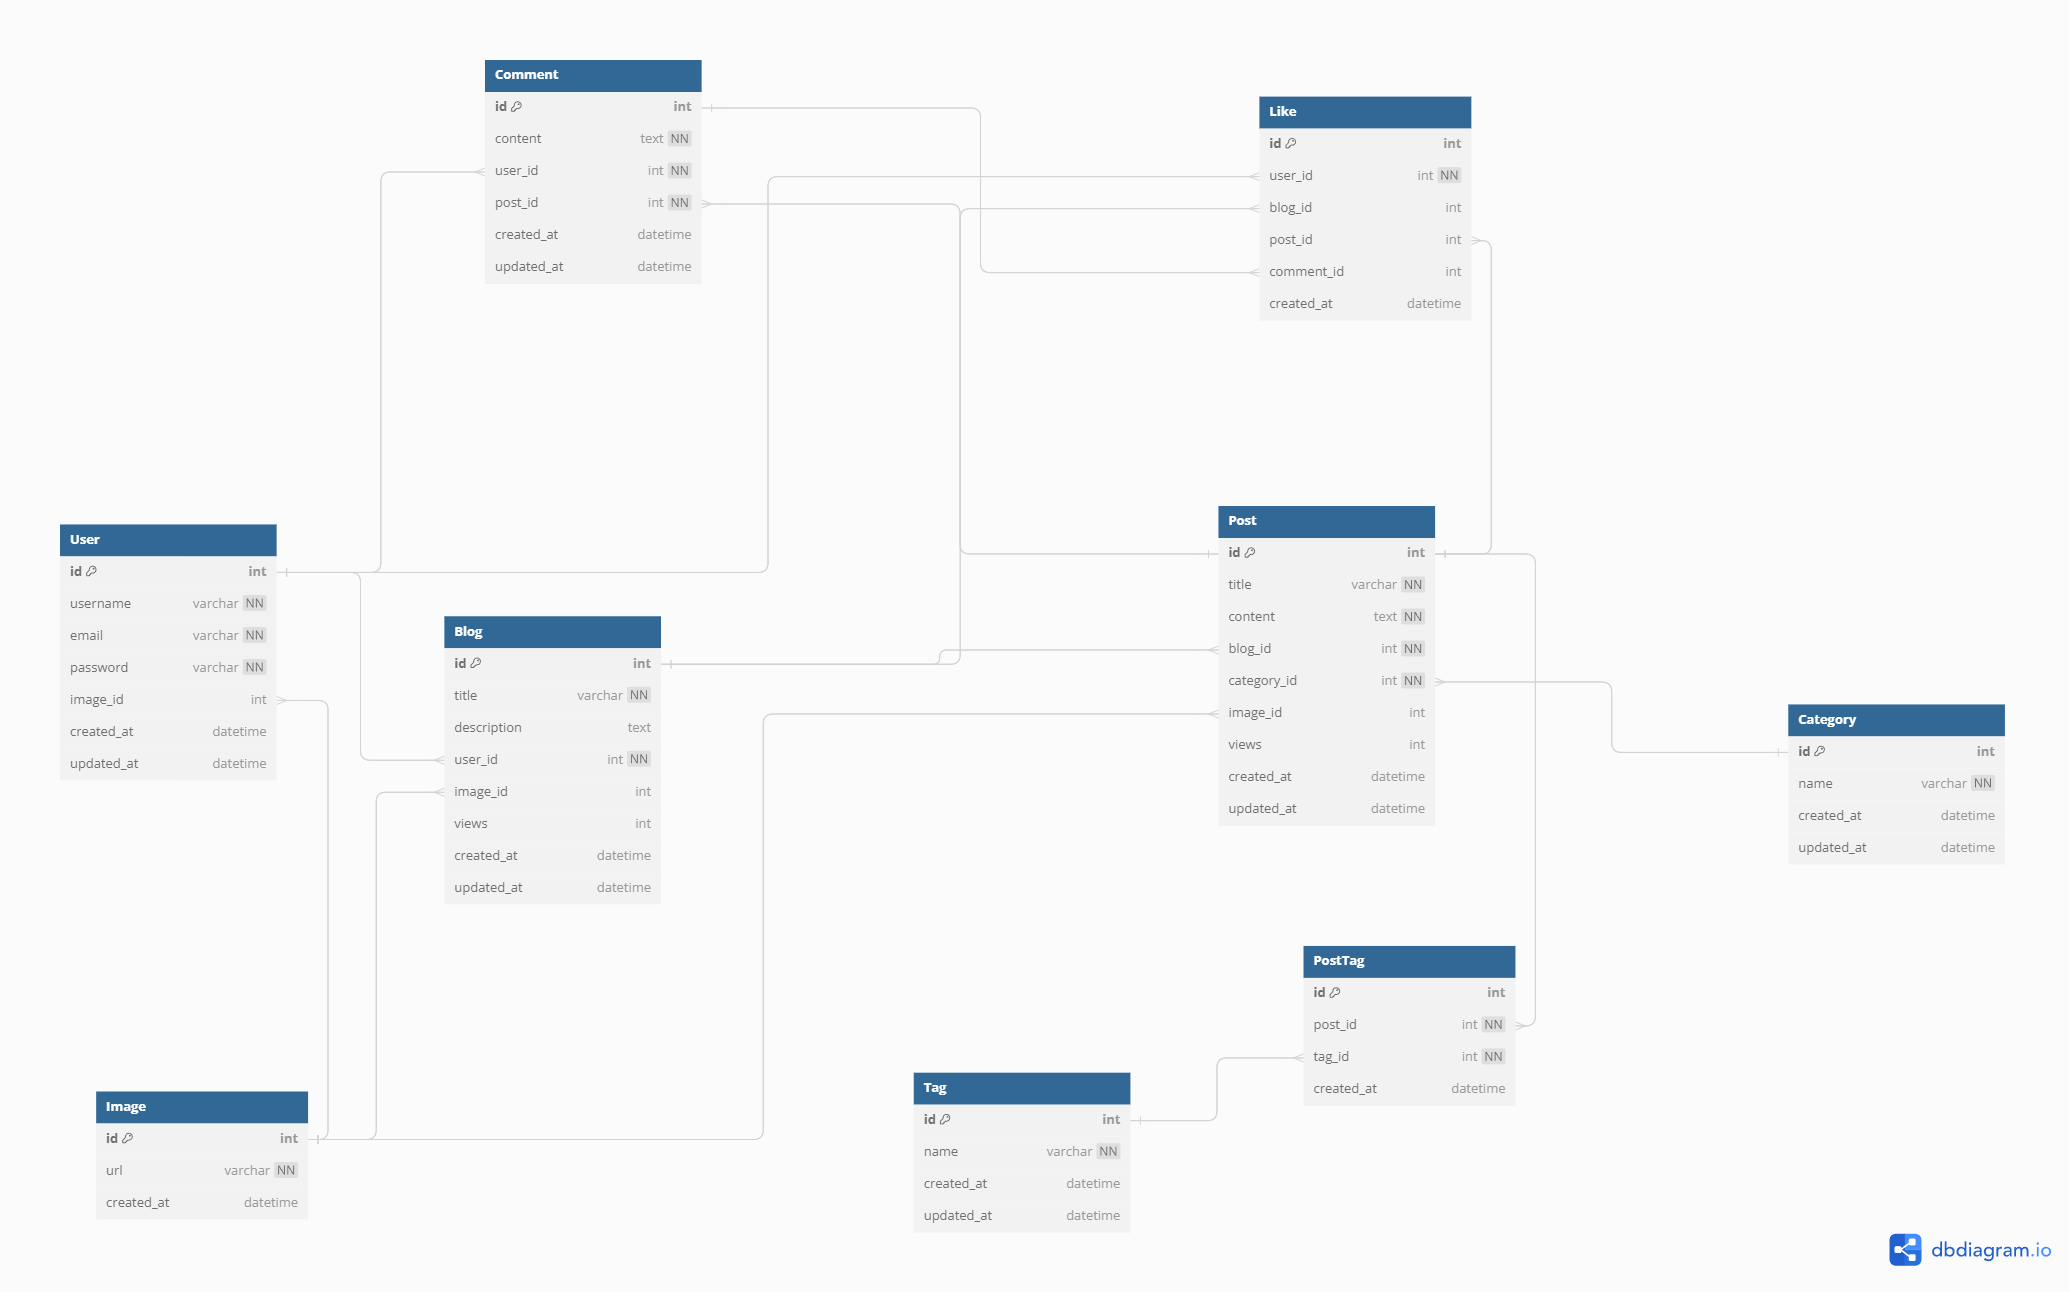 Comment
id int
content text NN
user_id int NN
post_id int NN
created_at datetime
updated_at datetime
Like
id int
user_id int NN
blog_id int
post_id int
comment_id int
created_at datetime
User
id int
username varchar NN
email varchar NN
password varchar NN
image_id int
created_at datetime
updated_at datetime
Blog
id int
title varchar NN
description text
user_id int NN
image_id int
views int
created_at datetime
updated_at datetime
Post
id int
title varchar NN
content text NN
blog_id int NN
category_id int NN
image_id int
views int
created_at datetime
updated_at datetime
Category
id int
name varchar NN
created_at datetime
updated_at datetime
PostTag
id int
post_id int NN
tag_id int NN
created_at datetime
Tag
id int
name varchar NN
created_at datetime
updated_at datetime
Image
id int
url varchar NN
created_at datetime
dbdiagram.io